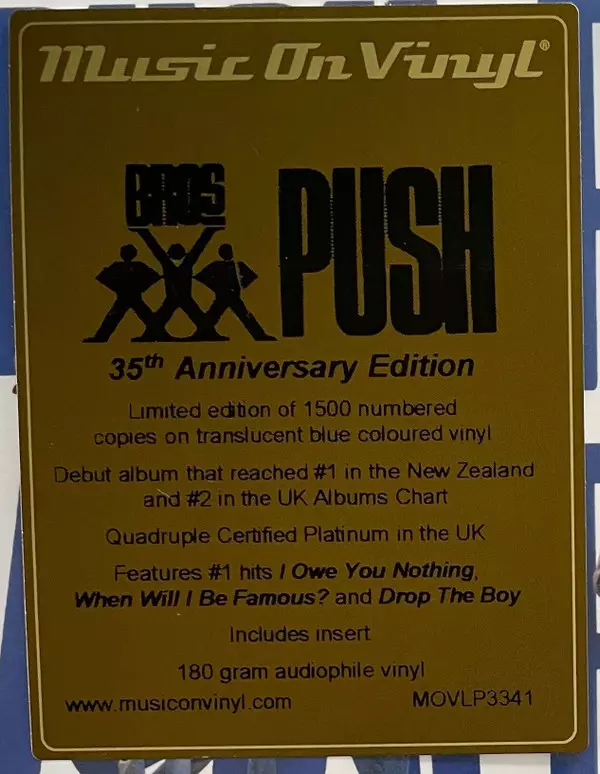 Music On Vinyl®
BROS
PUSH
35th Anniversary Edition
Limited edition of 1500 numbered
copies on translucent blue coloured vinyl
Debut album that reached #1 in the New Zealand
and #2 in the UK Albums Chart
Quadruple Certified Platinum in the UK
Features #1 hits I Owe You Nothing,
When Will I Be Famous? and Drop The Boy
Includes insert
180 gram audiophile vinyl
www.musiconvinyl.com MOVLP3341